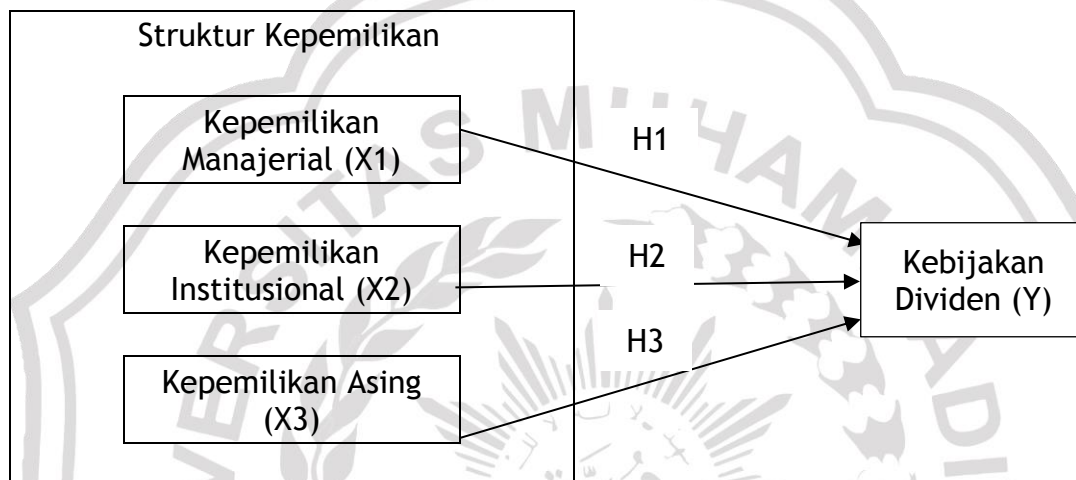 Struktur Kepemilikan
Kepemilikan
Manajerial (X1)
H1
Kepemilikan
Institusional (X2)
H2
Kebijakan
Dividen (Y)
H3
Kepemilikan Asing
(X3)